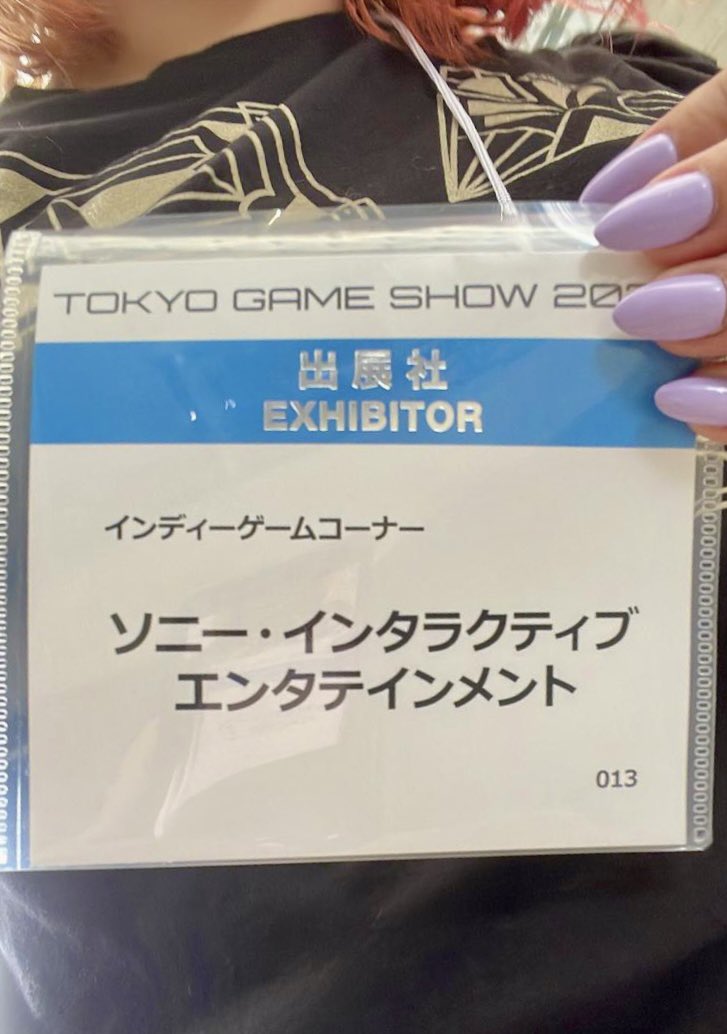 TOKYO GAME SHOW
出展社
EXHIBITOR
インディーゲームコーナー
ソニー・インタラクティブ
エンタテインメント
013